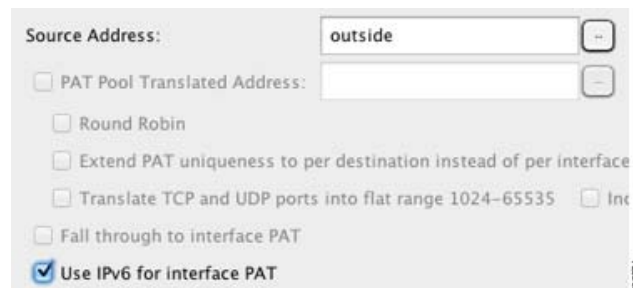 Source Address: outside ..
PAT Pool Translated Address:
Round Robin
Extend PAT uniqueness to per destination instead of per interface
Translate TCP and UDP ports into flat range 1024-65535
Fall through to interface PAT
Use IPv6 for interface PAT